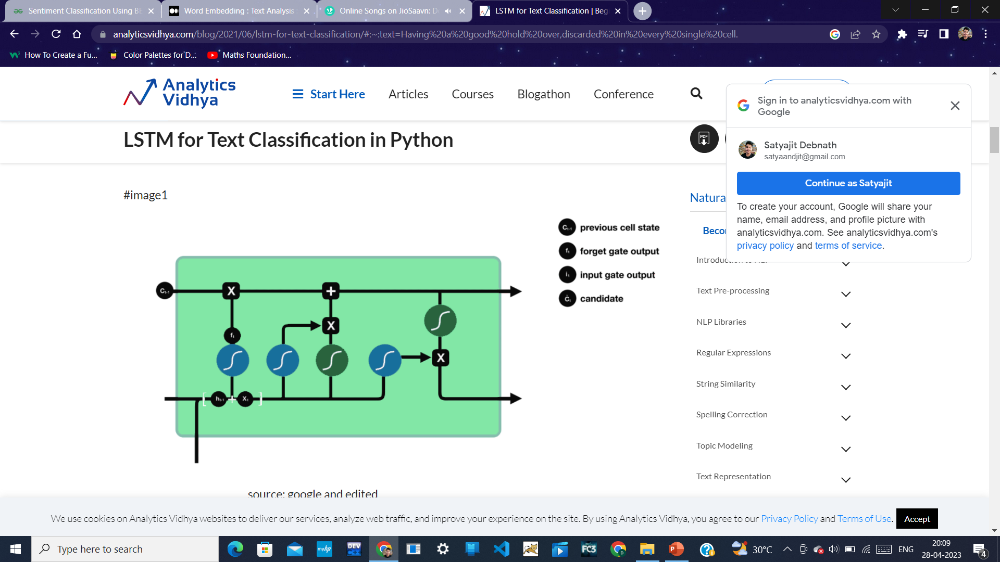 Sentiment Classification Using BE
Word Embedding : Text Analysis :
Online Songs on JioSaavn: D
LSTM for Text Classification | Beg
analyticsvidhya.com/blog/2021/06/lstm-for-text-classification/#:~:text=Having%20a%20good%20hold%20over,discarded%20in%20every%20single%20cell.
How To Create a Fu...
Color Palettes for D...
Maths Foundation...
Analytics
Vidhya
Start Here
Articles
Courses
Blogathon
Conference
Sign in to analyticsvidhya.com with
Google
LSTM for Text Classification in Python
PDF
Satyajit Debnath
satyaandjit@gmail.com
Continue as Satyajit
To create your account, Google will share your
name, email address, and profile picture with
analyticsvidhya.com. See analyticsvidhya.com's
privacy policy and terms of service.
#image1
Natura
Becor
Ct-1 previous cell state
ft forget gate output
it input gate output
C̃t candidate
Ct-1 X +
X
ft
X
[ ht-1 + Xt ]
source: google and edited
Text Pre-processing
NLP Libraries
Regular Expressions
String Similarity
Spelling Correction
Topic Modeling
Text Representation
We use cookies on Analytics Vidhya websites to deliver our services, analyze web traffic, and improve your experience on the site. By using Analytics Vidhya, you agree to our Privacy Policy and Terms of Use.
Accept
Type here to search
myhp
DEV
FC3
30°C
ENG
20:09
28-04-2023
4